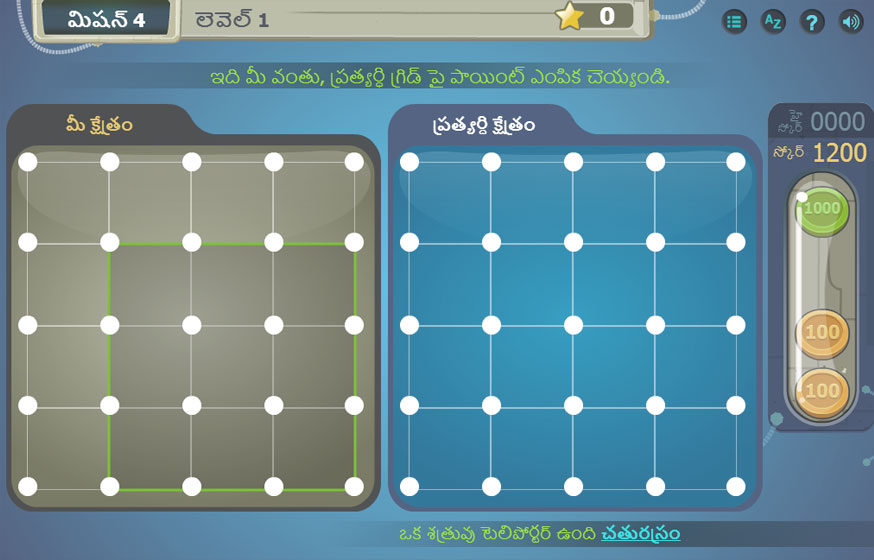 మిషన్ 4
లెవెల్ 1
0
ఇది మీ వంతు, ప్రత్యర్ధి గ్రిడ్ పై పాయింట్ ఎంపిక చెయ్యండి.
మీ క్షేత్రం
ప్రత్యర్ది క్షేత్రం
హై స్కోర్ 0000
స్కోర్ 1200
1000
100
100
ఒక శత్రువు టెలిపోర్టర్ ఉంది చతురస్రం